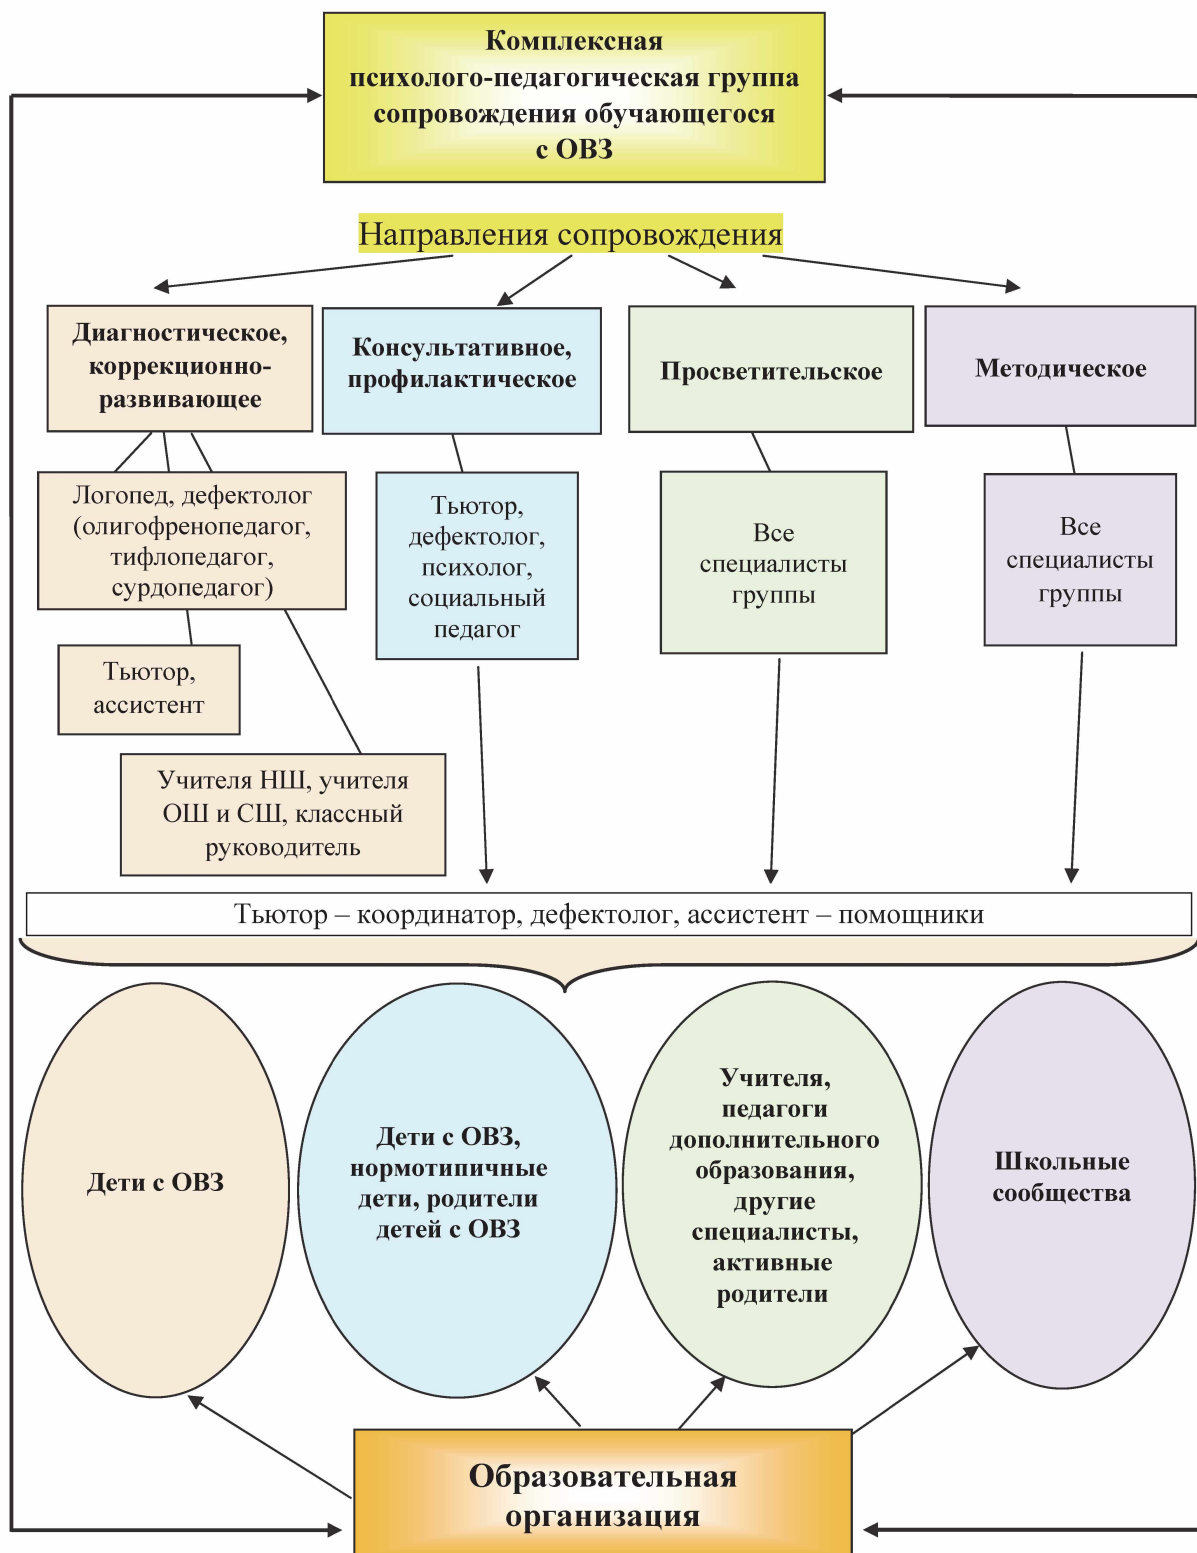 Комплексная
психолого-педагогическая группа
сопровождения обучающегося
с ОВЗ
Направления сопровождения
Диагностическое,
коррекционно-
развивающее
Консультативное,
профилактическое
Просветительское
Методическое
Логопед, дефектолог
(олигофренопедагог,
тифлопедагог,
сурдопедагог)
Тьютор,
дефектолог,
психолог,
социальный
педагог
Все
специалисты
группы
Все
специалисты
группы
Тьютор,
ассистент
Учителя НШ, учителя
ОШ и СШ, классный
руководитель
Тьютор – координатор, дефектолог, ассистент – помощники
Дети с ОВЗ
Дети с ОВЗ,
нормотипичные
дети, родители
детей с ОВЗ
Учителя,
педагоги
дополнительного
образования,
другие
специалисты,
активные
родители
Школьные
сообщества
Образовательная
организация